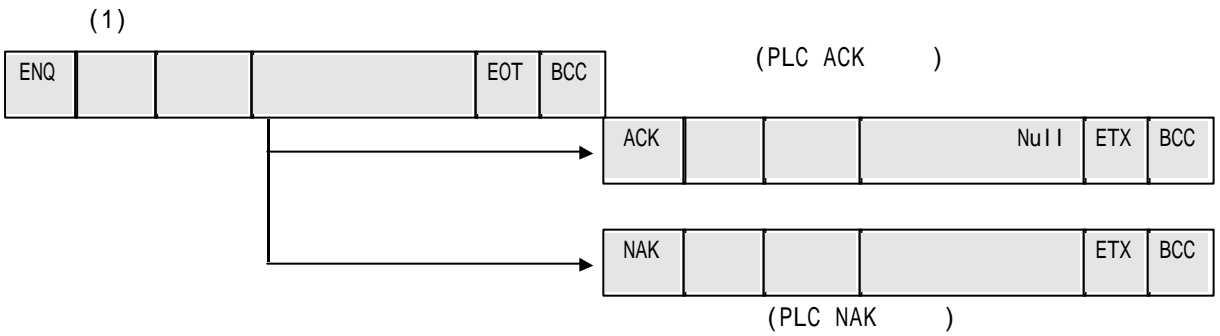 (1)
ENQ EOT BCC
(PLC ACK )
ACK Null ETX BCC
NAK ETX BCC
(PLC NAK )